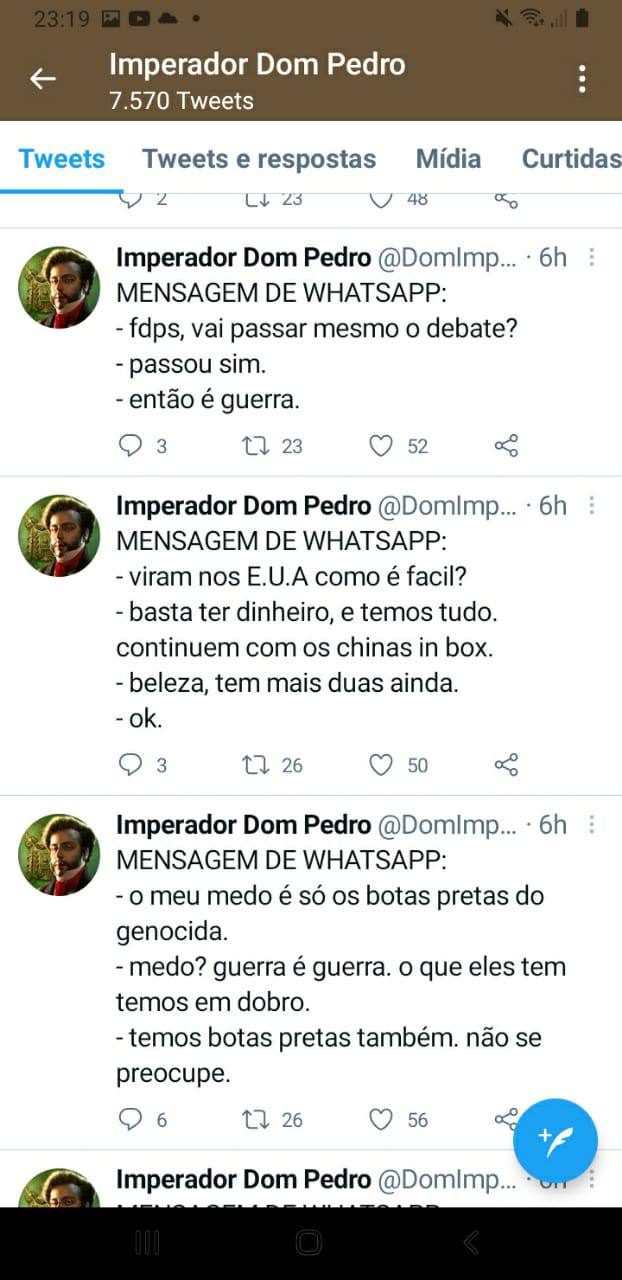 23:19
Imperador Dom Pedro
7.570 Tweets
Tweets Tweets e respostas Mídia Curtidas
2 23 48
Imperador Dom Pedro @DomImp... · 6h
MENSAGEM DE WHATSAPP:
- fdps, vai passar mesmo o debate?
- passou sim.
- então é guerra.
3 23 52
Imperador Dom Pedro @DomImp... · 6h
MENSAGEM DE WHATSAPP:
- viram nos E.U.A como é facil?
- basta ter dinheiro, e temos tudo.
continuem com os chinas in box.
- beleza, tem mais duas ainda.
- ok.
3 26 50
Imperador Dom Pedro @DomImp... · 6h
MENSAGEM DE WHATSAPP:
- o meu medo é só os botas pretas do
genocida.
- medo? guerra é guerra. o que eles tem
temos em dobro.
- temos botas pretas também. não se
preocupe.
6 26 56
Imperador Dom Pedro @DomImp... · 6h
MENSAGEM DE WHATSAPP: